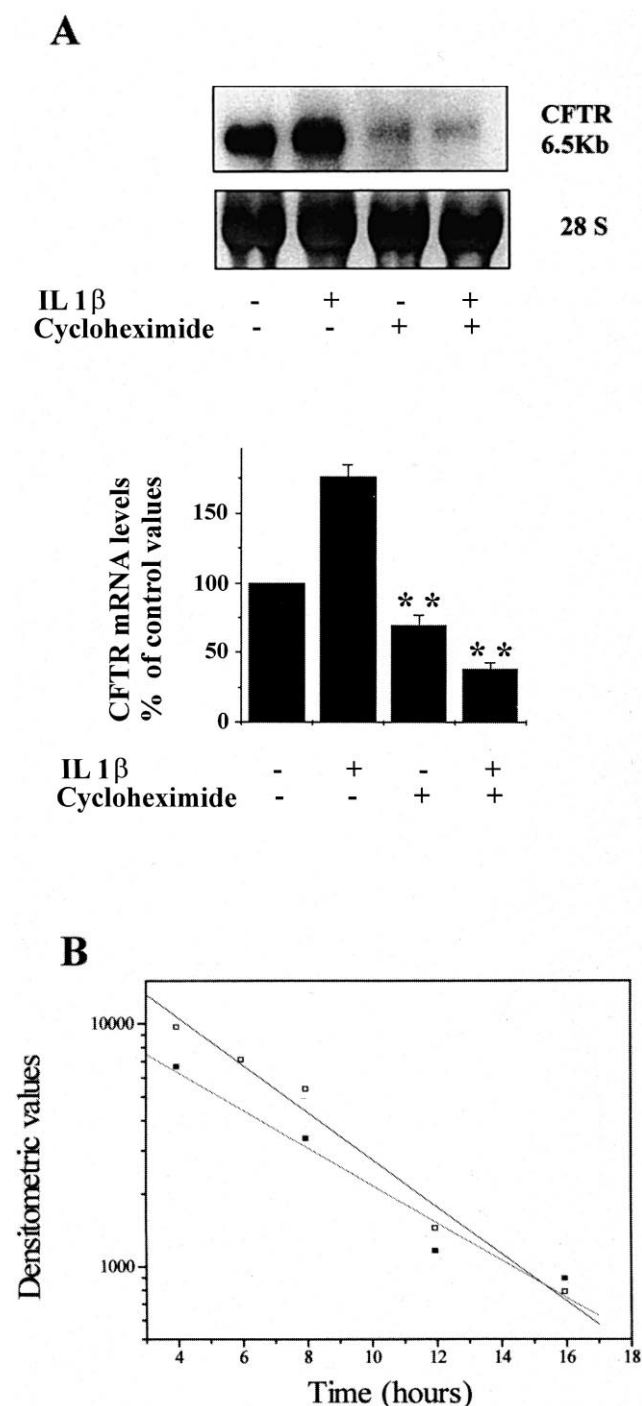 A
CFTR
6.5Kb
28 S
IL 1β - + - +
Cycloheximide - - + +
CFTR mRNA levels
% of control values
150
100
50
0
** **
IL 1β - + - +
Cycloheximide - - + +
B
Densitometric values
10000
1000
4 6 8 10 12 14 16 18
Time (hours)